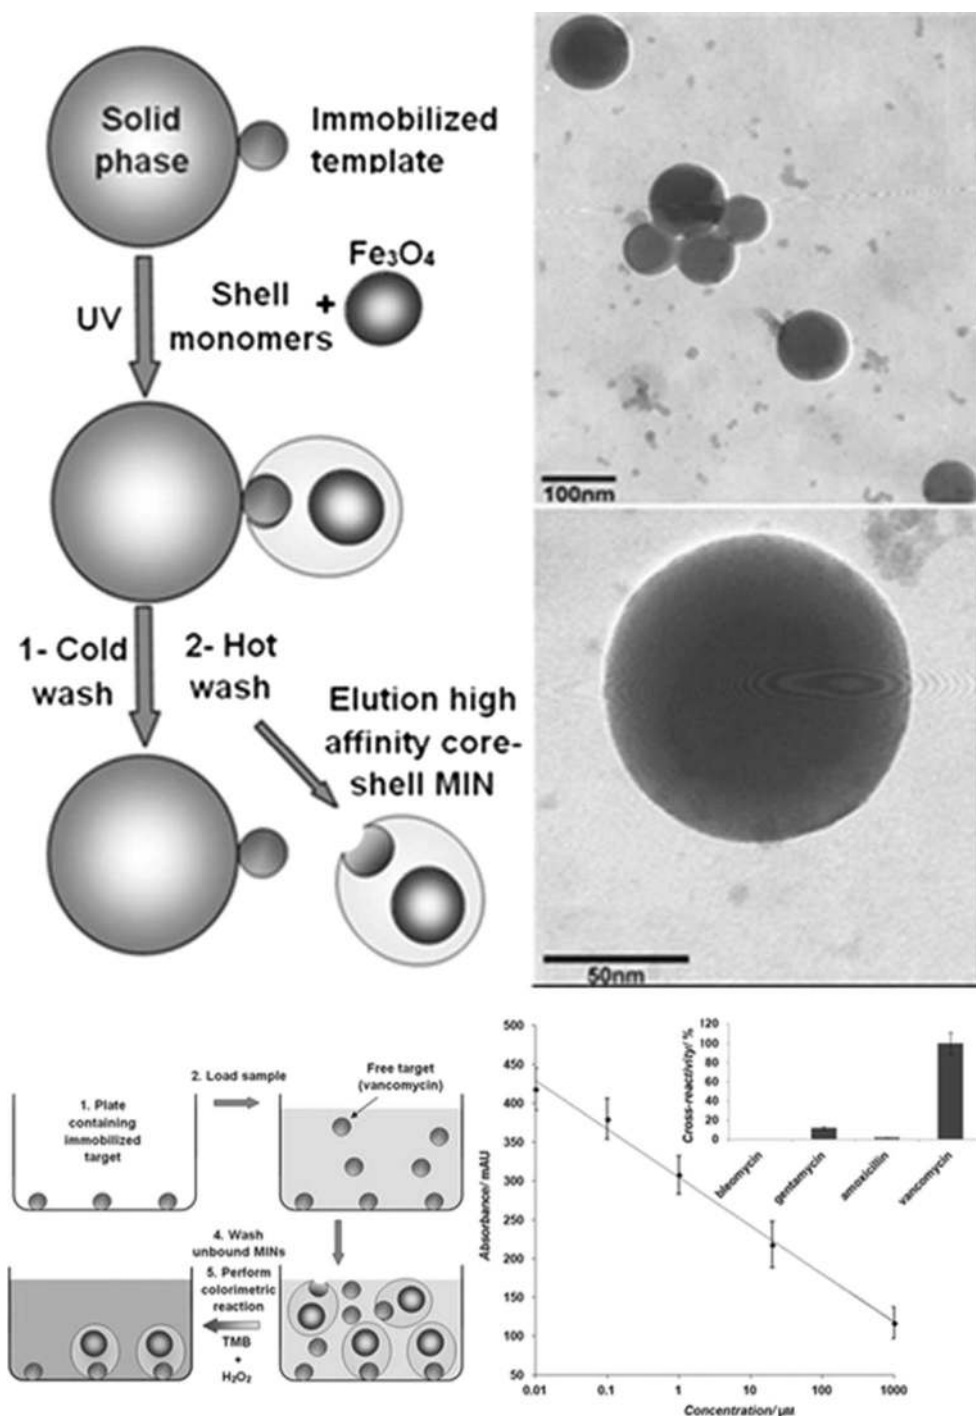 Solid
phase
Immobilized
template
UV
Shell
monomers
+
Fe₃O₄
1- Cold
wash
2- Hot
wash
Elution high
affinity core-
shell MIN
100nm
50nm
1. Plate
containing
immobilized
target
2. Load sample
Free target
(vancomycin)
4. Wash
unbound MINs
5. Perform
colorimetric
reaction
TMB
+
H₂O₂
Absorbance/ mAU
500
450
400
350
300
250
200
150
100
50
0.01
0.1
1
10
100
1000
Concentration/µM
Cross-reactivity/ %
120
100
80
60
40
20
0
bleomycin
gentamycin
amoxicillin
vancomycin